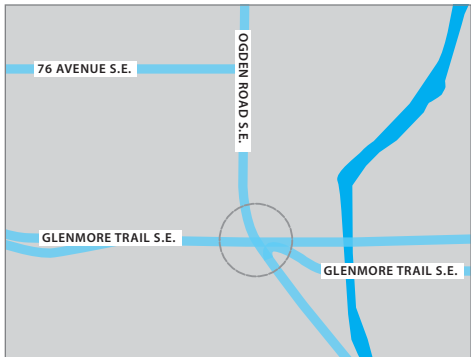 76 AVENUE S.E.
OGDEN ROAD S.E.
GLENMORE TRAIL S.E.
GLENMORE TRAIL S.E.